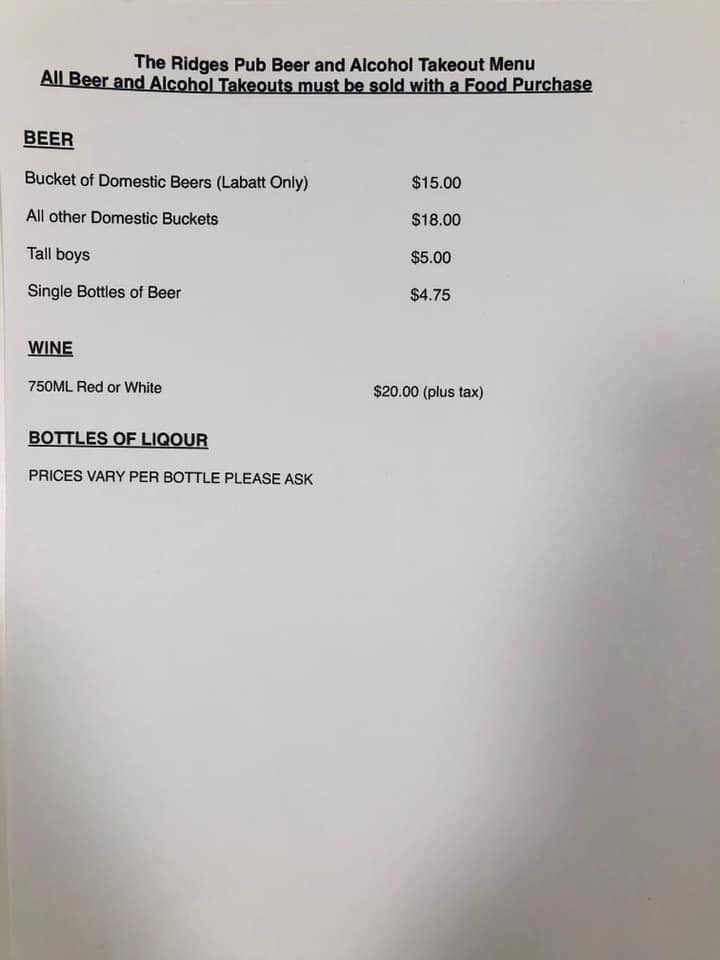 The Ridges Pub Beer and Alcohol Takeout Menu
All Beer and Alcohol Takeouts must be sold with a Food Purchase
BEER
Bucket of Domestic Beers (Labatt Only) $15.00
All other Domestic Buckets $18.00
Tall boys $5.00
Single Bottles of Beer $4.75
WINE
750ML Red or White $20.00 (plus tax)
BOTTLES OF LIQOUR
PRICES VARY PER BOTTLE PLEASE ASK